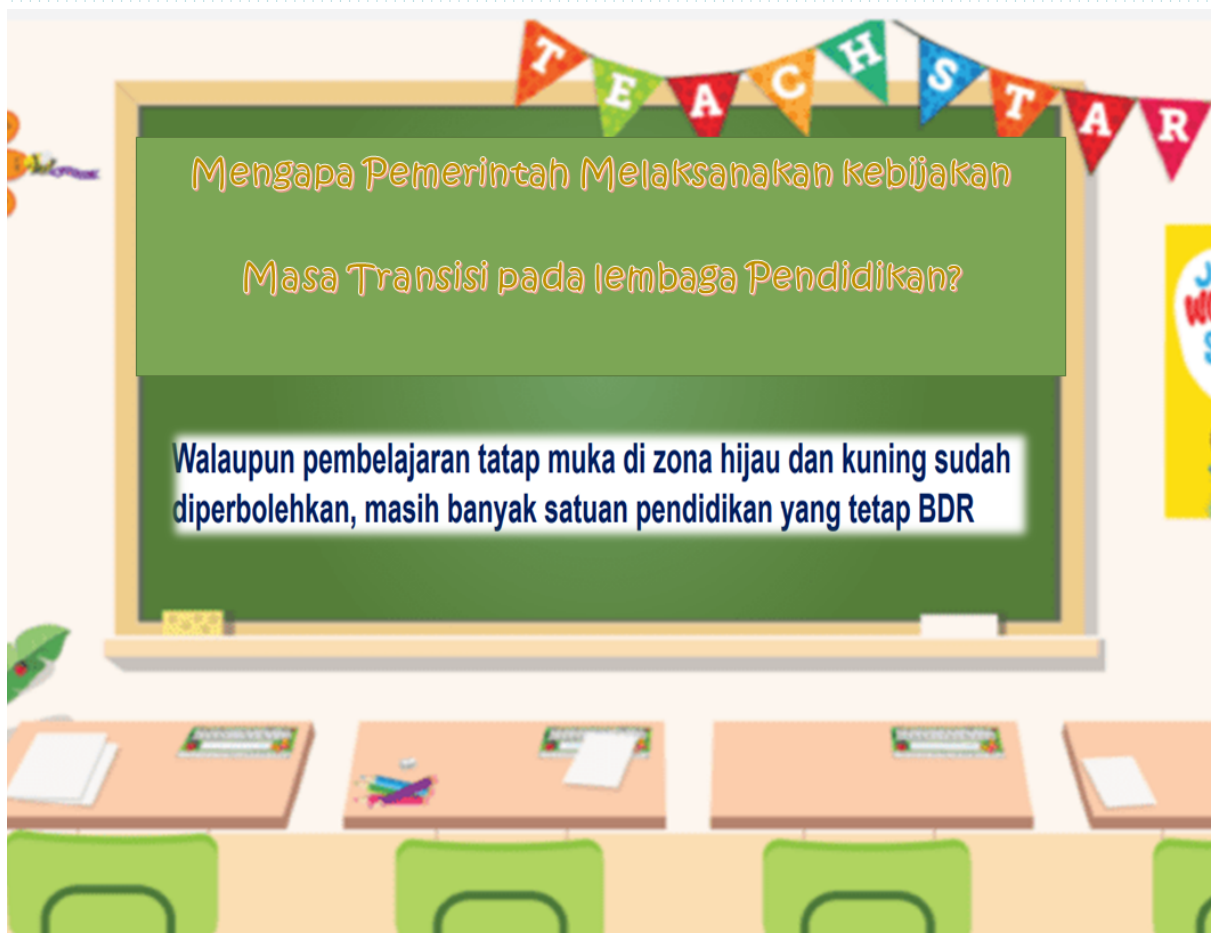 TEACH STAR
Mengapa Pemerintah Melaksanakan kebijakan
Masa Transisi pada lembaga Pendidikan?
Walaupun pembelajaran tatap muka di zona hijau dan kuning sudah
diperbolehkan, masih banyak satuan pendidikan yang tetap BDR